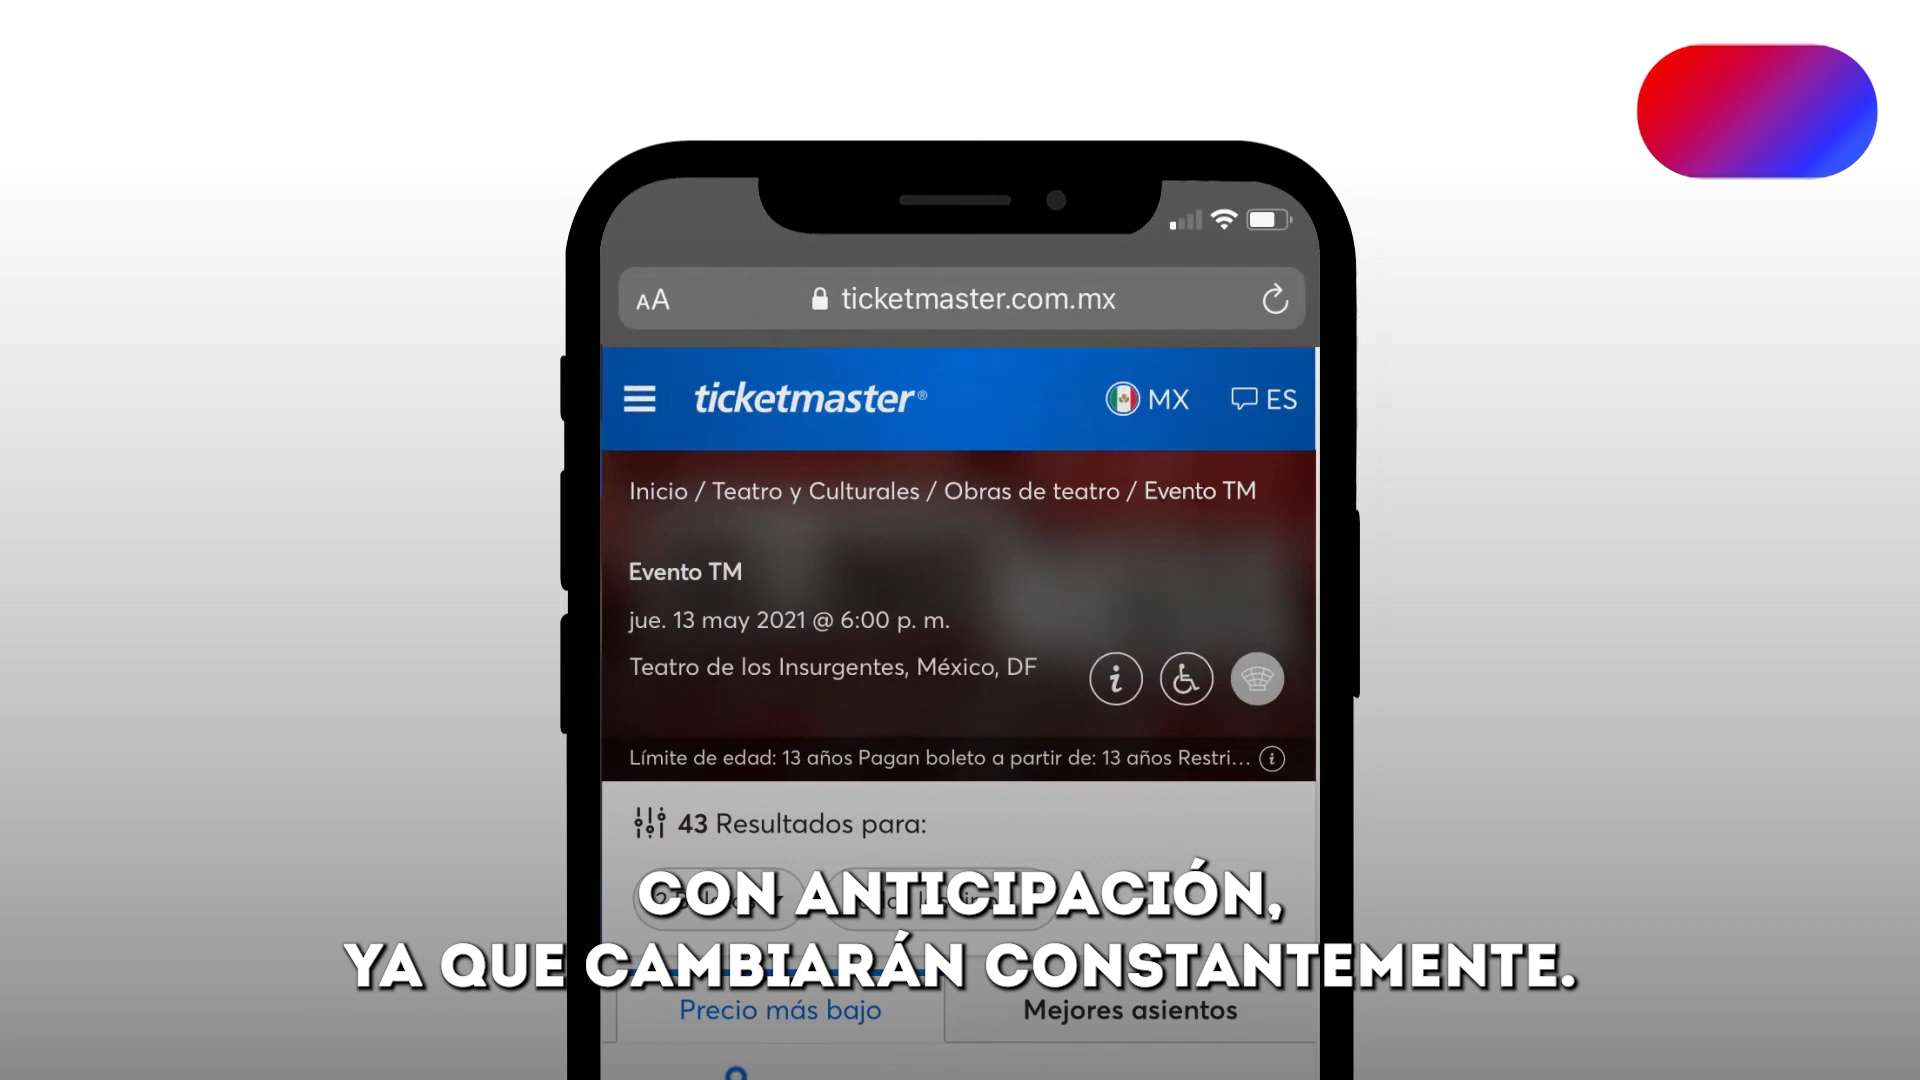 AA ticketmaster.com.mx
ticketmaster® MX ES
Inicio / Teatro y Culturales / Obras de teatro / Evento TM
Evento TM
jue. 13 may 2021 @ 6:00 p. m.
Teatro de los Insurgentes, México, DF
Límite de edad: 13 años Pagan boleto a partir de: 13 años Restri...
43 Resultados para:
CON ANTICIPACIÓN,
YA QUE CAMBIARÁN CONSTANTEMENTE.
Precio más bajo Mejores asientos